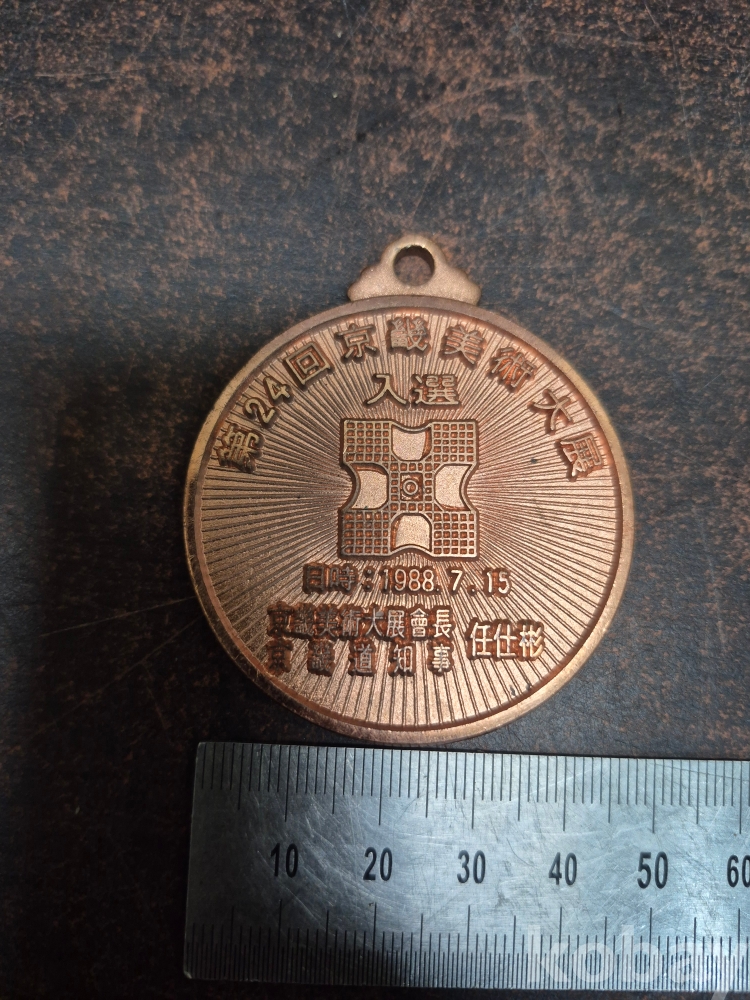 第24回京畿美術大展
入選
日時：1988.7.15
京畿美術大展會長
京畿道知事
任仕彬
10 20 30 40 50 60
kobay